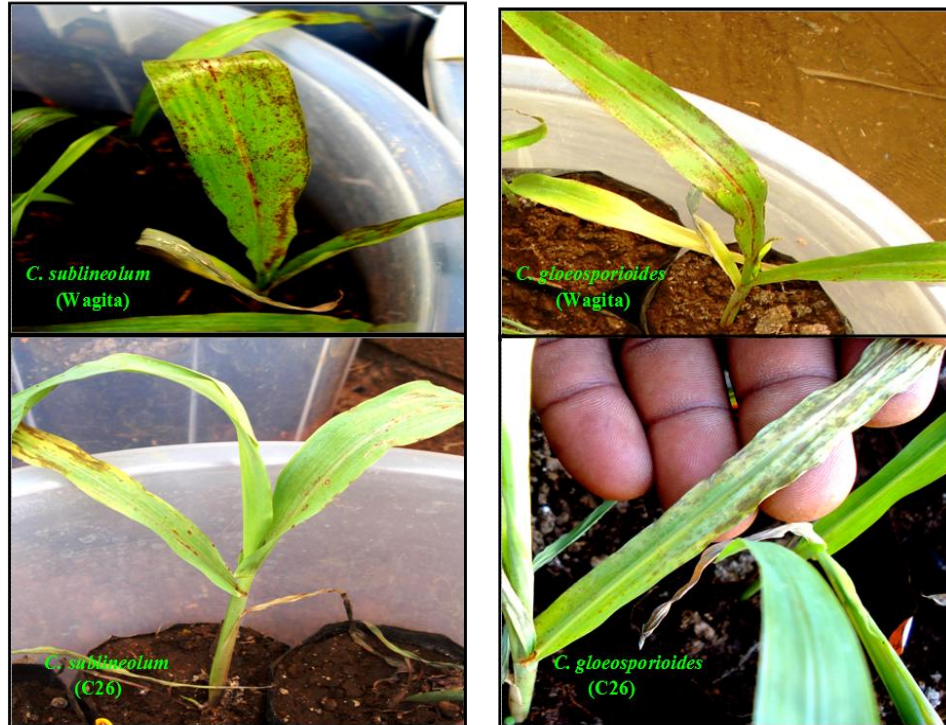 C. sublineolum
(Wagita)
C. gloeosporioides
(Wagita)
C. sublineolum
(C26)
C. gloeosporioides
(C26)